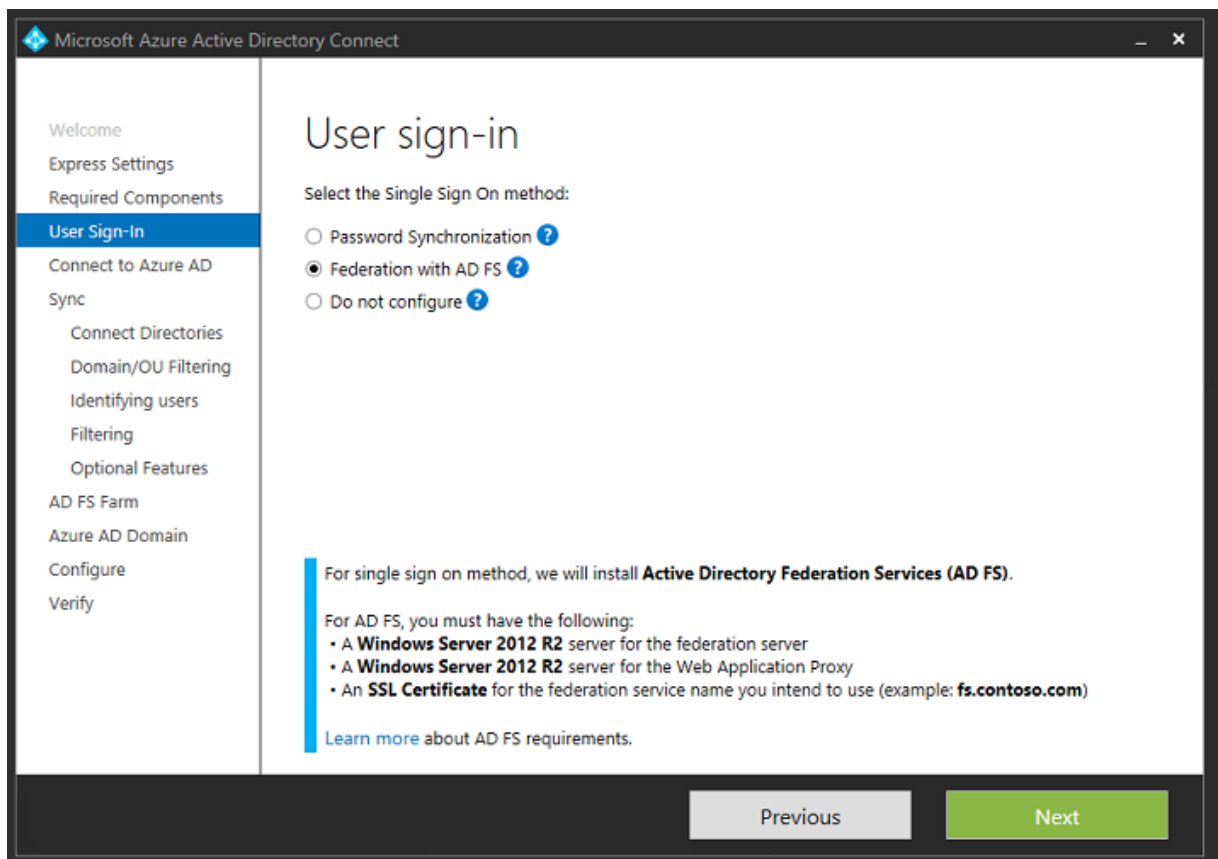 Microsoft Azure Active Directory Connect
Welcome
Express Settings
Required Components
User Sign-In
Connect to Azure AD
Sync
Connect Directories
Domain/OU Filtering
Identifying users
Filtering
Optional Features
AD FS Farm
Azure AD Domain
Configure
Verify
User sign-in
Select the Single Sign On method:
Password Synchronization ?
Federation with AD FS ?
Do not configure ?
For single sign on method, we will install Active Directory Federation Services (AD FS).
For AD FS, you must have the following:
• A Windows Server 2012 R2 server for the federation server
• A Windows Server 2012 R2 server for the Web Application Proxy
• An SSL Certificate for the federation service name you intend to use (example: fs.contoso.com)
Learn more about AD FS requirements.
Previous
Next